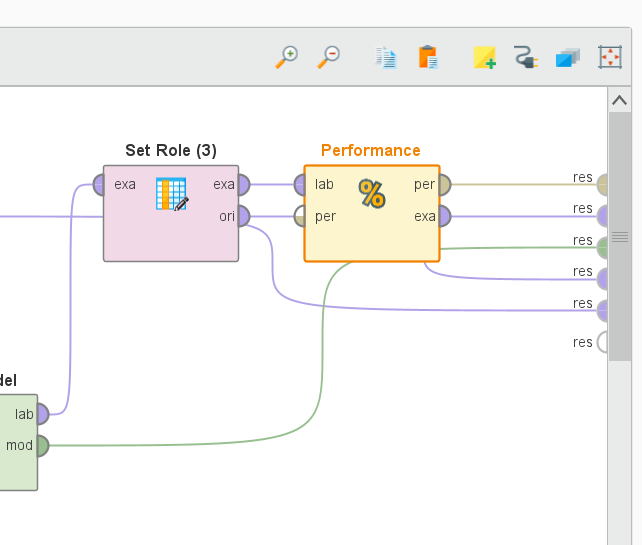 Set Role (3)
Performance
exa
exa
ori
lab
per
per
exa
res
res
res
res
res
res
del
lab
mod